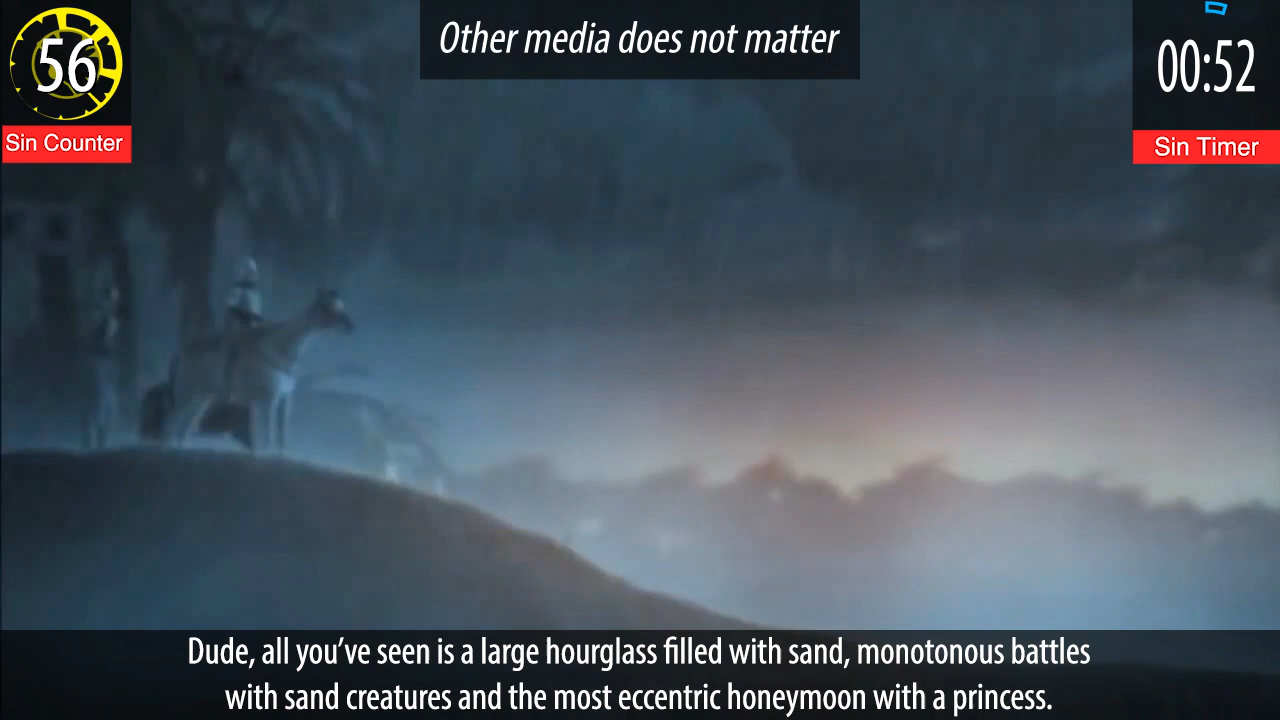 56
Sin Counter
Other media does not matter
00:52
Sin Timer
Dude, all you’ve seen is a large hourglass filled with sand, monotonous battles
with sand creatures and the most eccentric honeymoon with a princess.